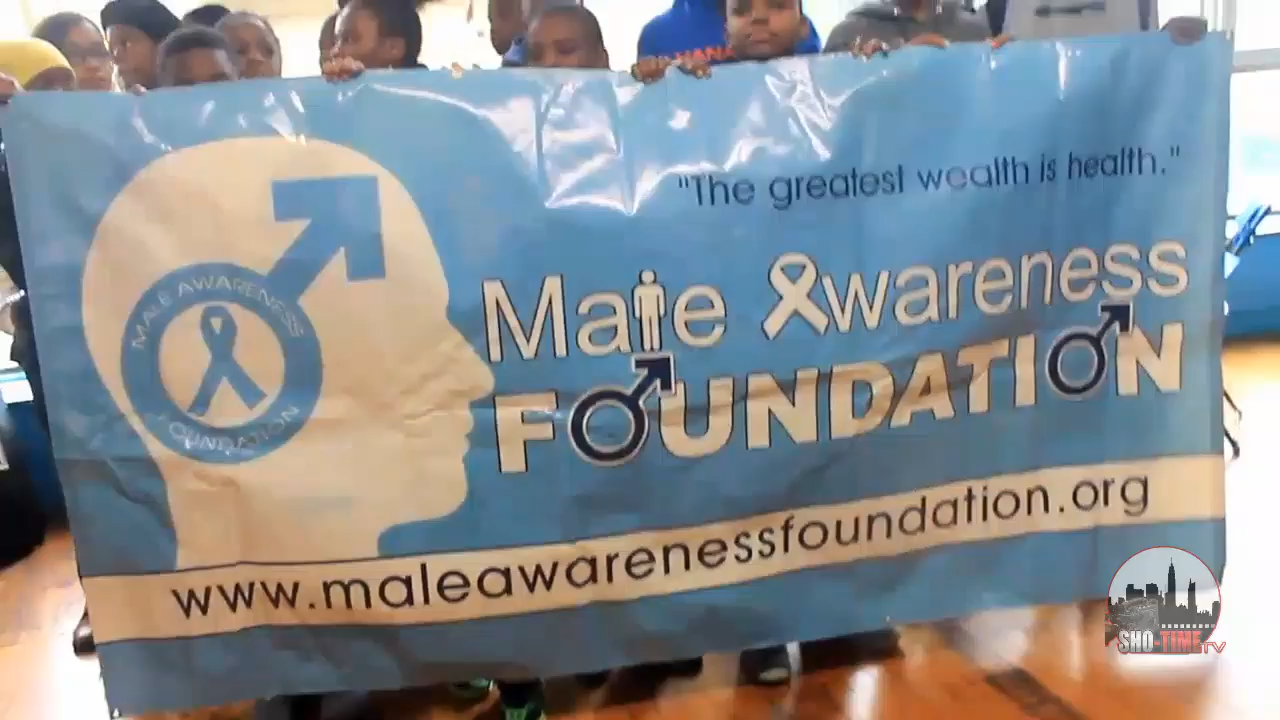 "The greatest wealth is health."
MALE AWARENESS
FOUNDATION
Male Awareness
FOUNDATION
www.maleawarenessfoundation.org
SHO-TIME TV